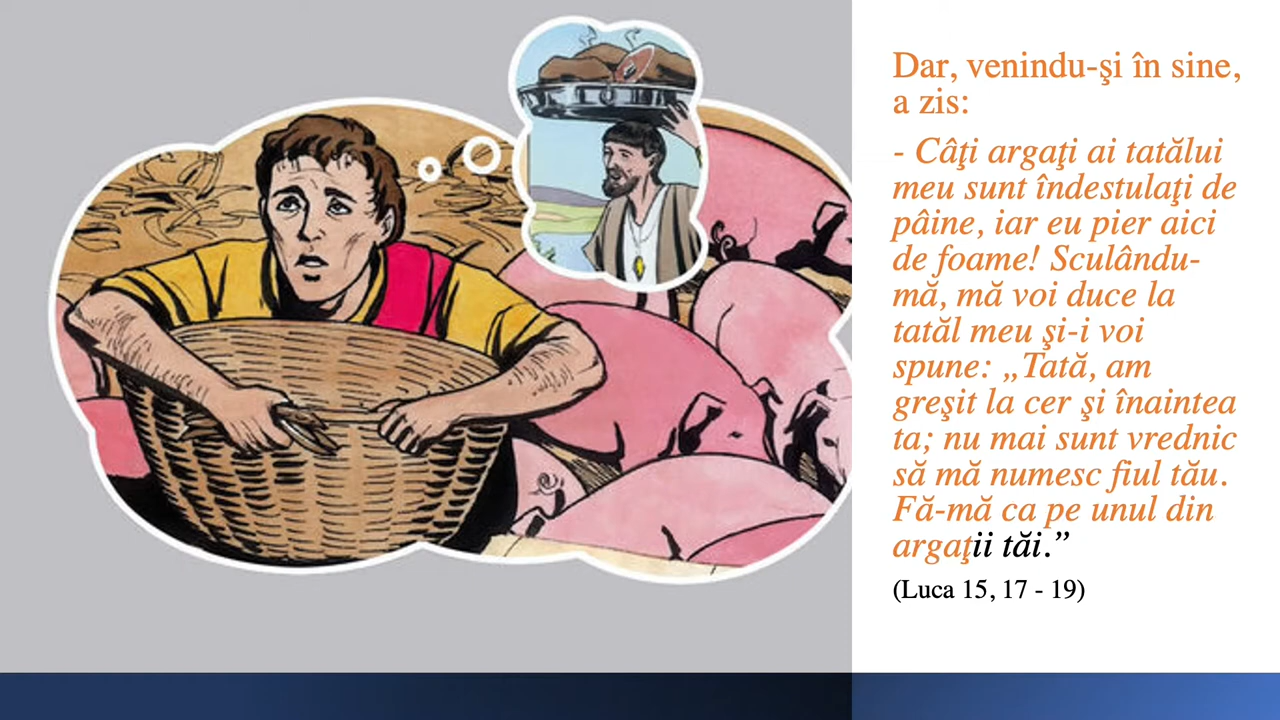 Dar, venindu-şi în sine,
a zis:
- Câţi argaţi ai tatălui
meu sunt îndestulaţi de
pâine, iar eu pier aici
de foame! Sculându-
mă, mă voi duce la
tatăl meu şi-i voi
spune: „Tată, am
greşit la cer şi înaintea
ta; nu mai sunt vrednic
să mă numesc fiul tău.
Fă-mă ca pe unul din
argaţii tăi.”
(Luca 15, 17 - 19)